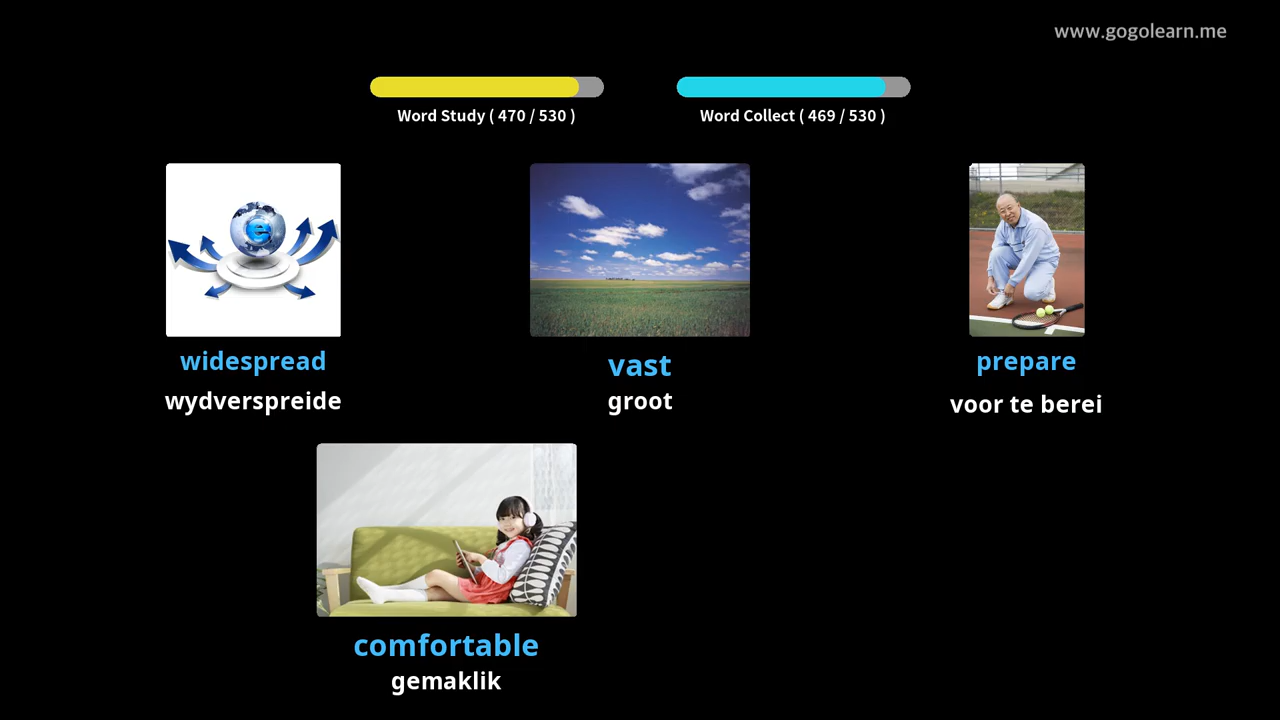 www.gogolearn.me
Word Study ( 470 / 530 )
Word Collect ( 469 / 530 )
e
widespread
wydverspreide
vast
groot
prepare
voor te berei
comfortable
gemaklik